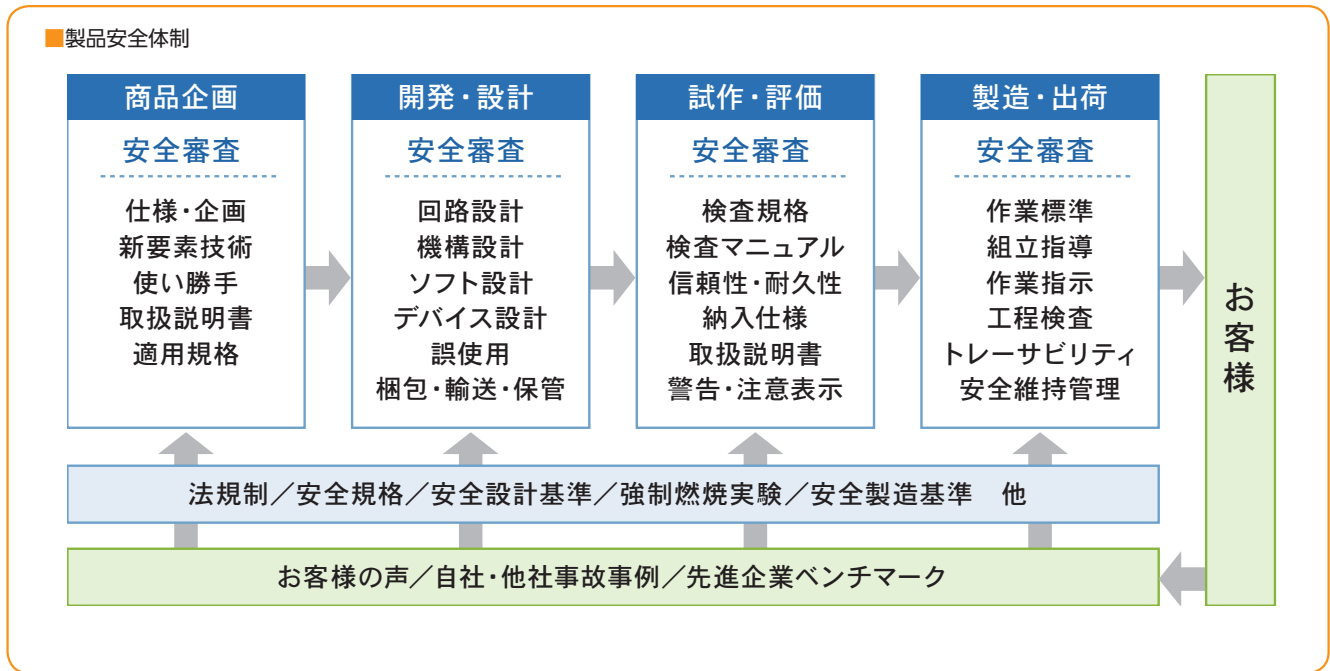 ■製品安全体制
商品企画
安全審査
仕様・企画
新要素技術
使い勝手
取扱説明書
適用規格
開発・設計
安全審査
回路設計
機構設計
ソフト設計
デバイス設計
誤使用
梱包・輸送・保管
試作・評価
安全審査
検査規格
検査マニュアル
信頼性・耐久性
納入仕様
取扱説明書
警告・注意表示
製造・出荷
安全審査
作業標準
組立指導
作業指示
工程検査
トレーサビリティ
安全維持管理
お客様
法規制／安全規格／安全設計基準／強制燃焼実験／安全製造基準　他
お客様の声／自社・他社事故事例／先進企業ベンチマーク